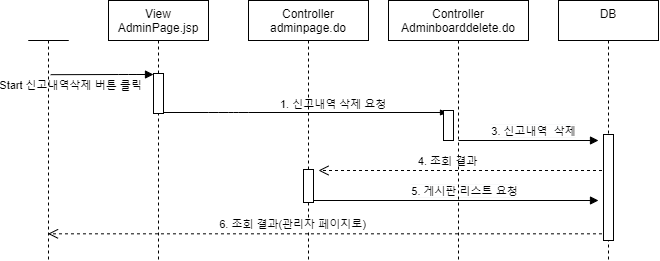 View
AdminPage.jsp
Controller
adminpage.do
Controller
Adminboarddelete.do
DB
Start 신고내역삭제 버튼 클릭
1. 신고내역 삭제 요청
3. 신고내역 삭제
4. 조회 결과
5. 게시판 리스트 요청
6. 조회 결과(관리자 페이지로)